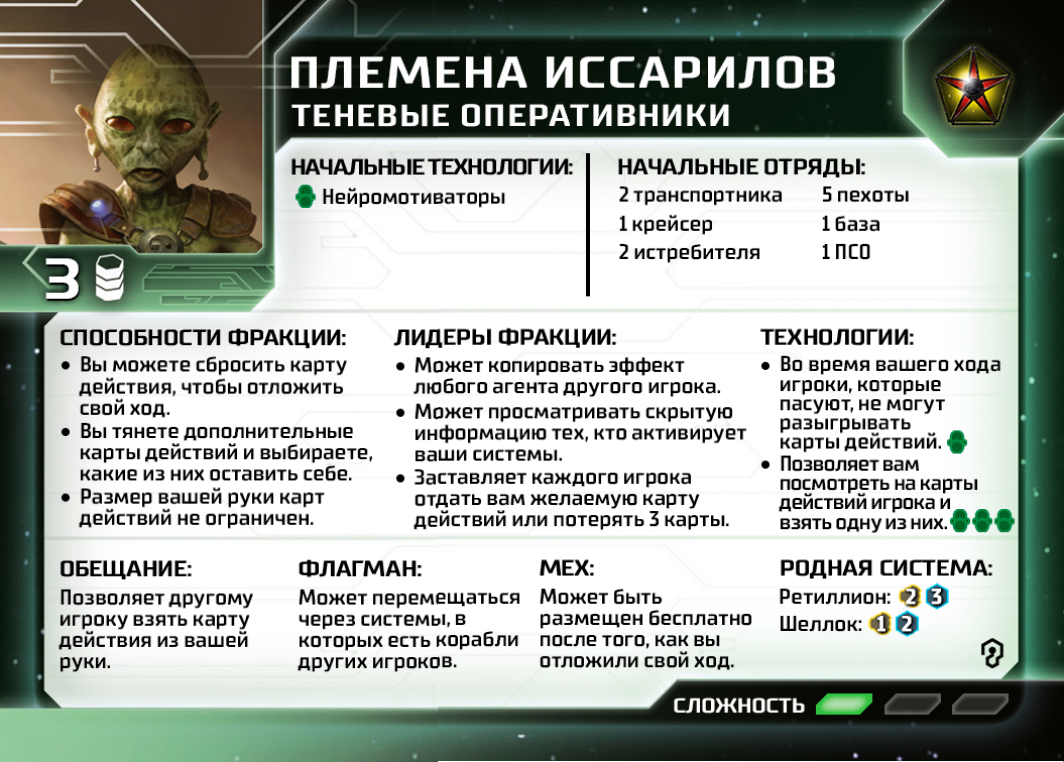 ПЛЕМЕНА ИССАРИЛОВ
ТЕНЕВЫЕ ОПЕРАТИВНИКИ
3
НАЧАЛЬНЫЕ ТЕХНОЛОГИИ:
Нейромотиваторы
НАЧАЛЬНЫЕ ОТРЯДЫ:
2 транспортника
1 крейсер
2 истребителя
5 пехоты
1 база
1 ПСО
СПОСОБНОСТИ ФРАКЦИИ:
• Вы можете сбросить карту
действия, чтобы отложить
свой ход.
• Вы тянете дополнительные
карты действий и выбираете,
какие из них оставить себе.
• Размер вашей руки карт
действий не ограничен.
ЛИДЕРЫ ФРАКЦИИ:
• Может копировать эффект
любого агента другого игрока.
• Может просматривать скрытую
информацию тех, кто активирует
ваши системы.
• Заставляет каждого игрока
отдать вам желаемую карту
действий или потерять 3 карты.
ТЕХНОЛОГИИ:
• Во время вашего хода
игроки, которые
пасуют, не могут
разыгрывать
карты действий.
• Позволяет вам
посмотреть на карты
действий игрока и
взять одну из них.
ОБЕЩАНИЕ:
Позволяет другому
игроку взять карту
действия из вашей
руки.
ФЛАГМАН:
Может перемещаться
через системы, в
которых есть корабли
других игроков.
МЕХ:
Может быть
размещен бесплатно
после того, как вы
отложили свой ход.
РОДНАЯ СИСТЕМА:
Ретиллион: 2 3
Шеллок: 1 2
СЛОЖНОСТЬ